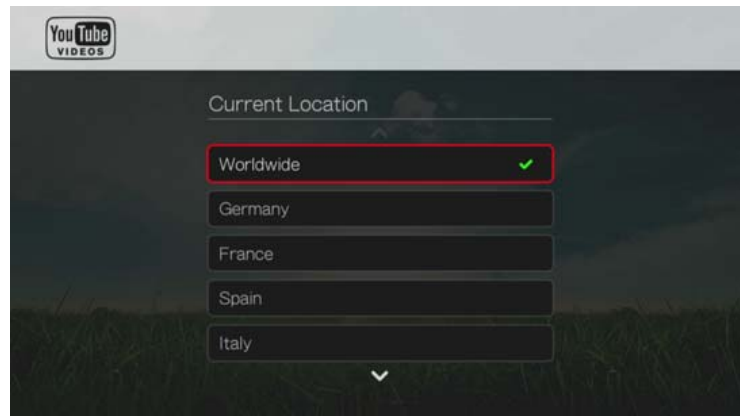 You Tube
VIDEOS
Current Location
Worldwide
Germany
France
Spain
Italy